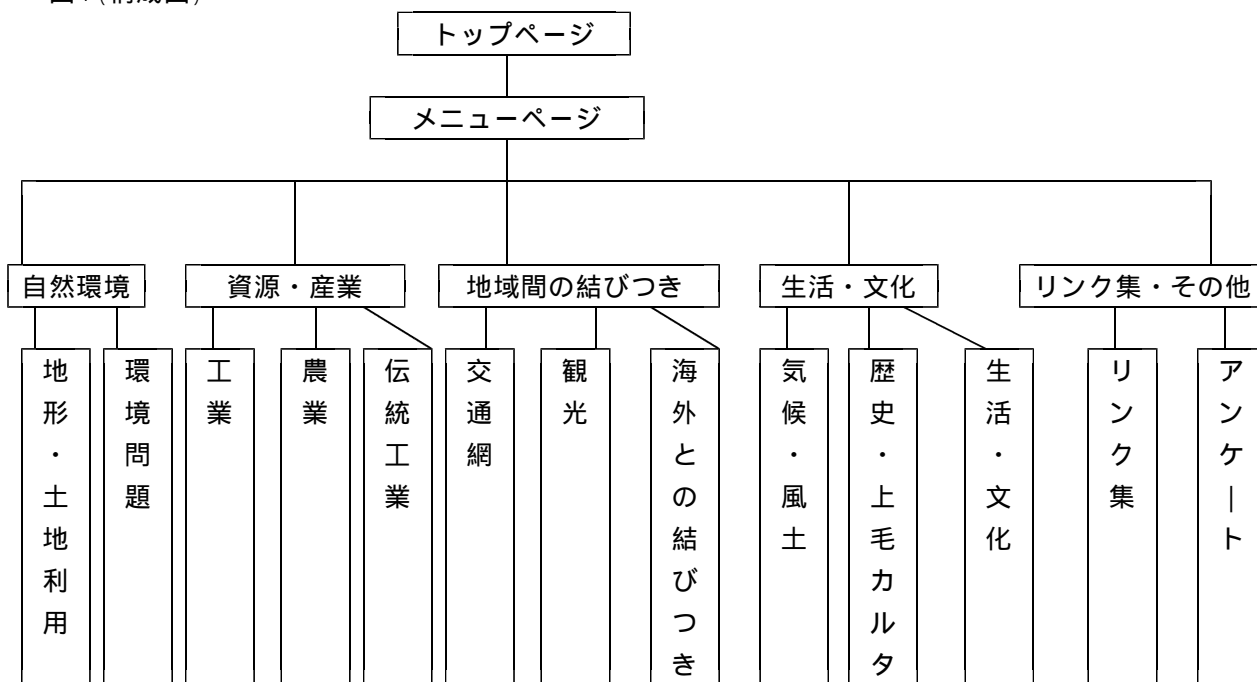 トップページ
メニューページ
自然環境
資源・産業
地域間の結びつき
生活・文化
リンク集・その他
地形・土地利用
環境問題
工業
農業
伝統工業
交通網
観光
海外との結びつき
気候・風土
歴史・上毛カルタ
生活・文化
リンク集
アンケート